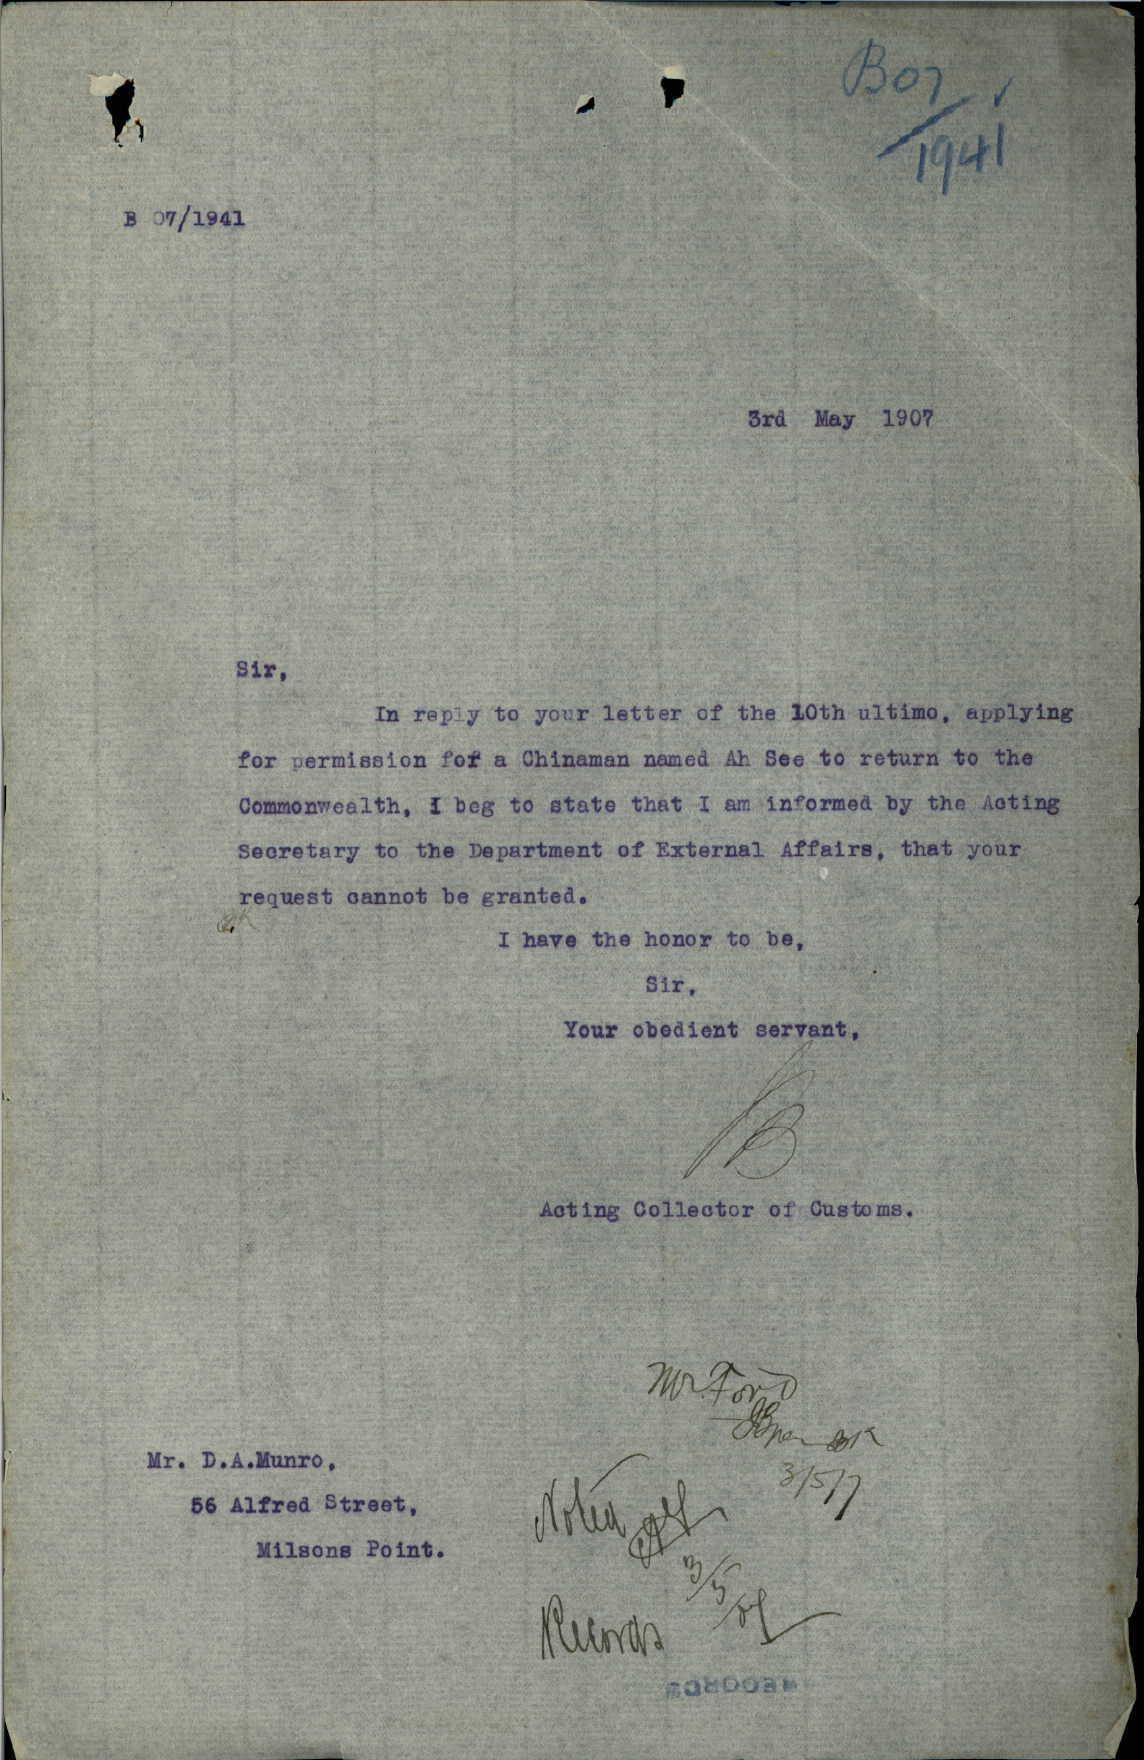 B07
/1941
B 07/1941
3rd May 1907
Sir,
In reply to your letter of the 10th ultimo, applying
for permission for a Chinaman named Ah See to return to the
Commonwealth, I beg to state that I am informed by the Acting
Secretary to the Department of External Affairs, that your
request cannot be granted.
I have the honor to be,
Sir,
Your obedient servant,
Acting Collector of Customs.
Mr. Ford
3/5/7
Mr. D.A.Munro,
56 Alfred Street,
Milsons Point.
Noted
3/5/07
Records
RECORDS